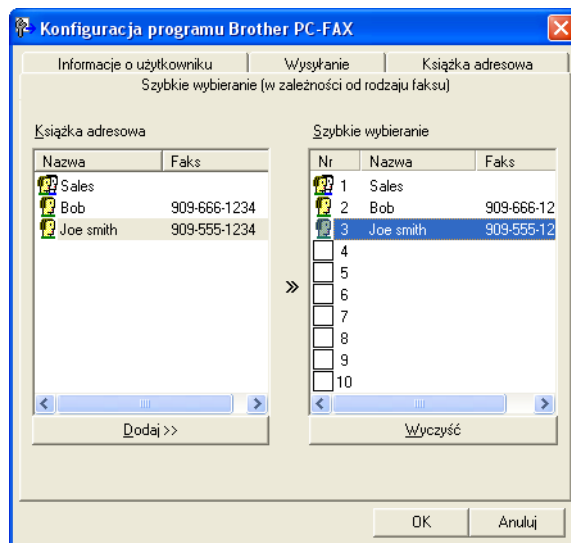 Konfiguracja programu Brother PC-FAX
Informacje o użytkowniku Wysyłanie Książka adresowa
Szybkie wybieranie (w zależności od rodzaju faksu)
Książka adresowa
Nazwa Faks
Sales
Bob 909-666-1234
Joe smith 909-555-1234
Dodaj >>
»
Szybkie wybieranie
Nr Nazwa Faks
1 Sales
2 Bob 909-666-12
3 Joe smith 909-555-12
4
5
6
7
8
9
10
Wyczyść
OK Anuluj